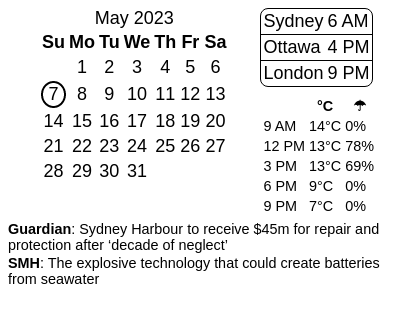 May 2023
Su Mo Tu We Th Fr Sa
1 2 3 4 5 6
7 8 9 10 11 12 13
14 15 16 17 18 19 20
21 22 23 24 25 26 27
28 29 30 31
Sydney 6 AM
Ottawa 4 PM
London 9 PM
°C ☂
9 AM 14°C 0%
12 PM 13°C 78%
3 PM 13°C 69%
6 PM 9°C 0%
9 PM 7°C 0%
Guardian: Sydney Harbour to receive $45m for repair and
protection after ‘decade of neglect’
SMH: The explosive technology that could create batteries
from seawater